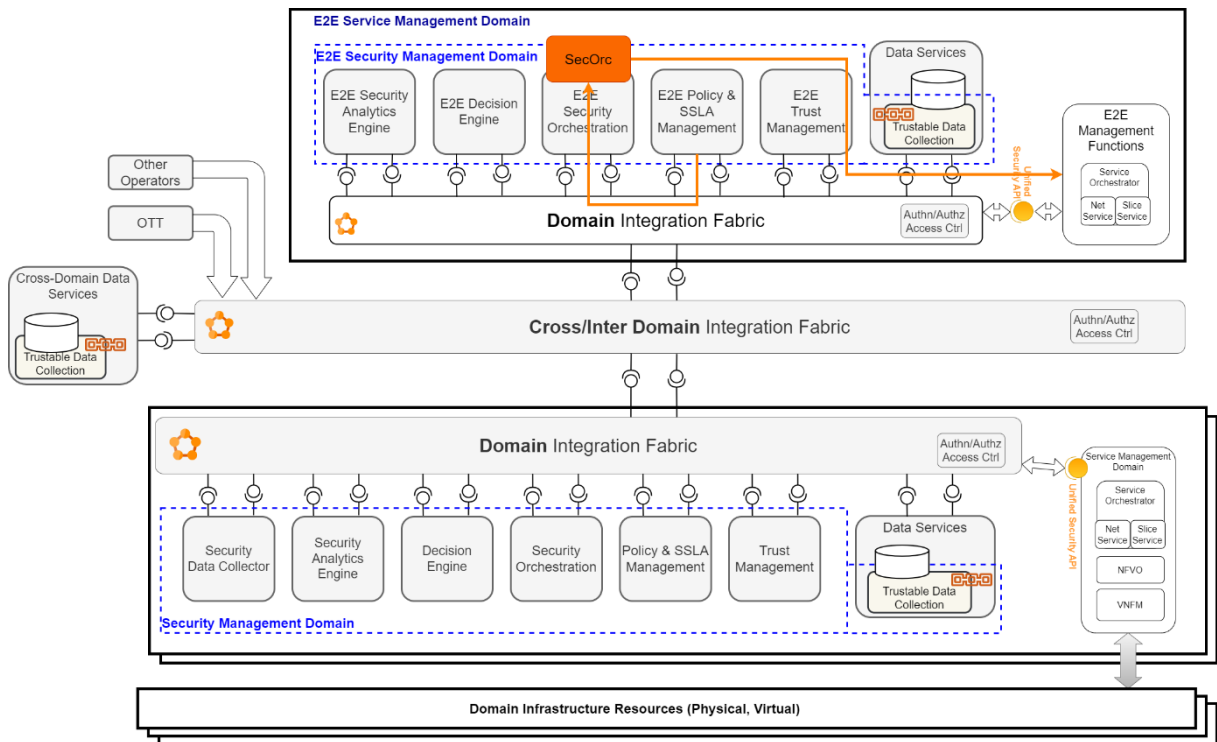 E2E Service Management Domain
E2E Security Management Domain
SecOrc
Data Services
E2E Security
Analytics
Engine
E2E Decision
Engine
E2E
Security
Orchestration
E2E Policy &
SSLA
Management
E2E
Trust
Management
Trustable Data
Collection
E2E
Management
Functions
Service
Orchestrator
Net
Service
Slice
Service
Unified
Security API
Domain Integration Fabric
Authn/Authz
Access Ctrl
Other
Operators
OTT
Cross-Domain Data
Services
Trustable Data
Collection
Cross/Inter Domain Integration Fabric
Authn/Authz
Access Ctrl
Domain Integration Fabric
Authn/Authz
Access Ctrl
Service Management
Domain
Service
Orchestrator
Net
Service
Slice
Service
NFVO
VNFM
Unified Security API
Security
Data Collector
Security
Analytics
Engine
Decision
Engine
Security
Orchestration
Policy & SSLA
Management
Trust
Management
Data Services
Trustable Data
Collection
Security Management Domain
Domain Infrastructure Resources (Physical, Virtual)